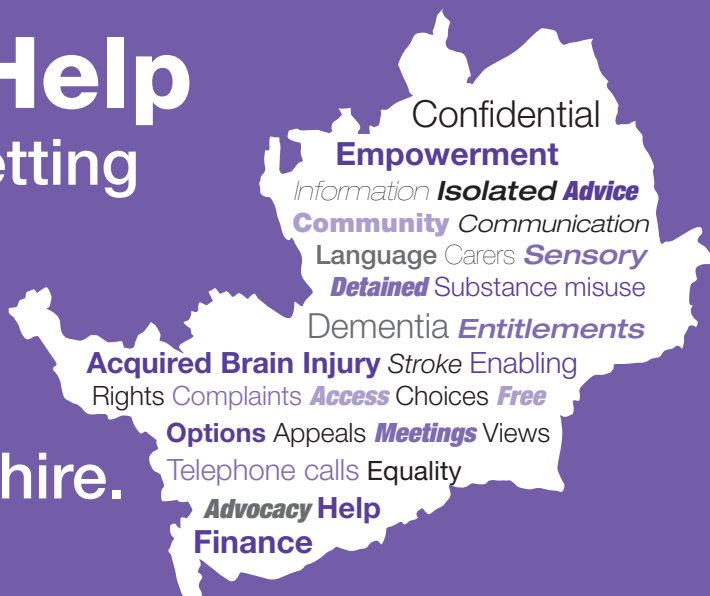 Help
etting
hire.
Confidential
Empowerment
Information Isolated Advice
Community Communication
Language Carers Sensory
Detained Substance misuse
Dementia Entitlements
Acquired Brain Injury Stroke Enabling
Rights Complaints Access Choices Free
Options Appeals Meetings Views
Telephone calls Equality
Advocacy Help
Finance